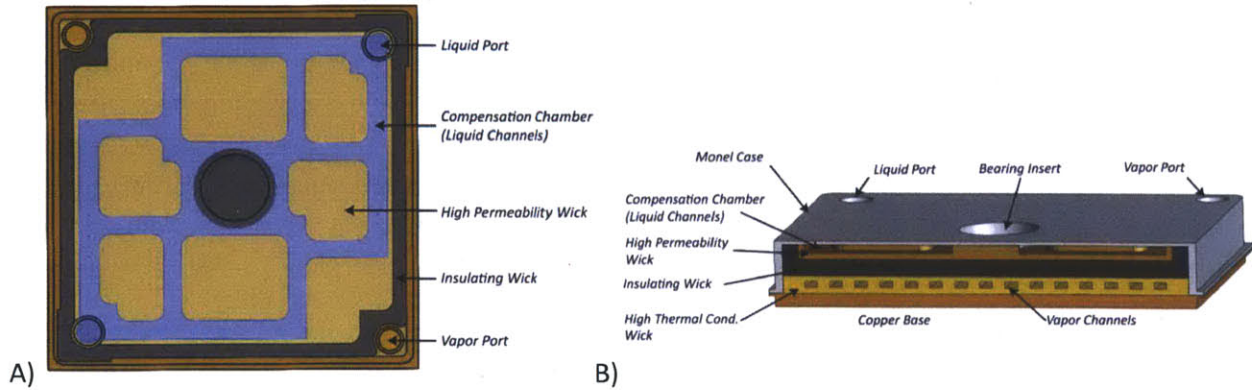 Liquid Port
Compensation Chamber
(Liquid Channels)
High Permeability Wick
Insulating Wick
Vapor Port
A)
Monel Case
Liquid Port
Bearing Insert
Vapor Port
Compensation Chamber
(Liquid Channels)
High Permeability
Wick
Insulating Wick
High Thermal Cond.
Wick
Copper Base
Vapor Channels
B)